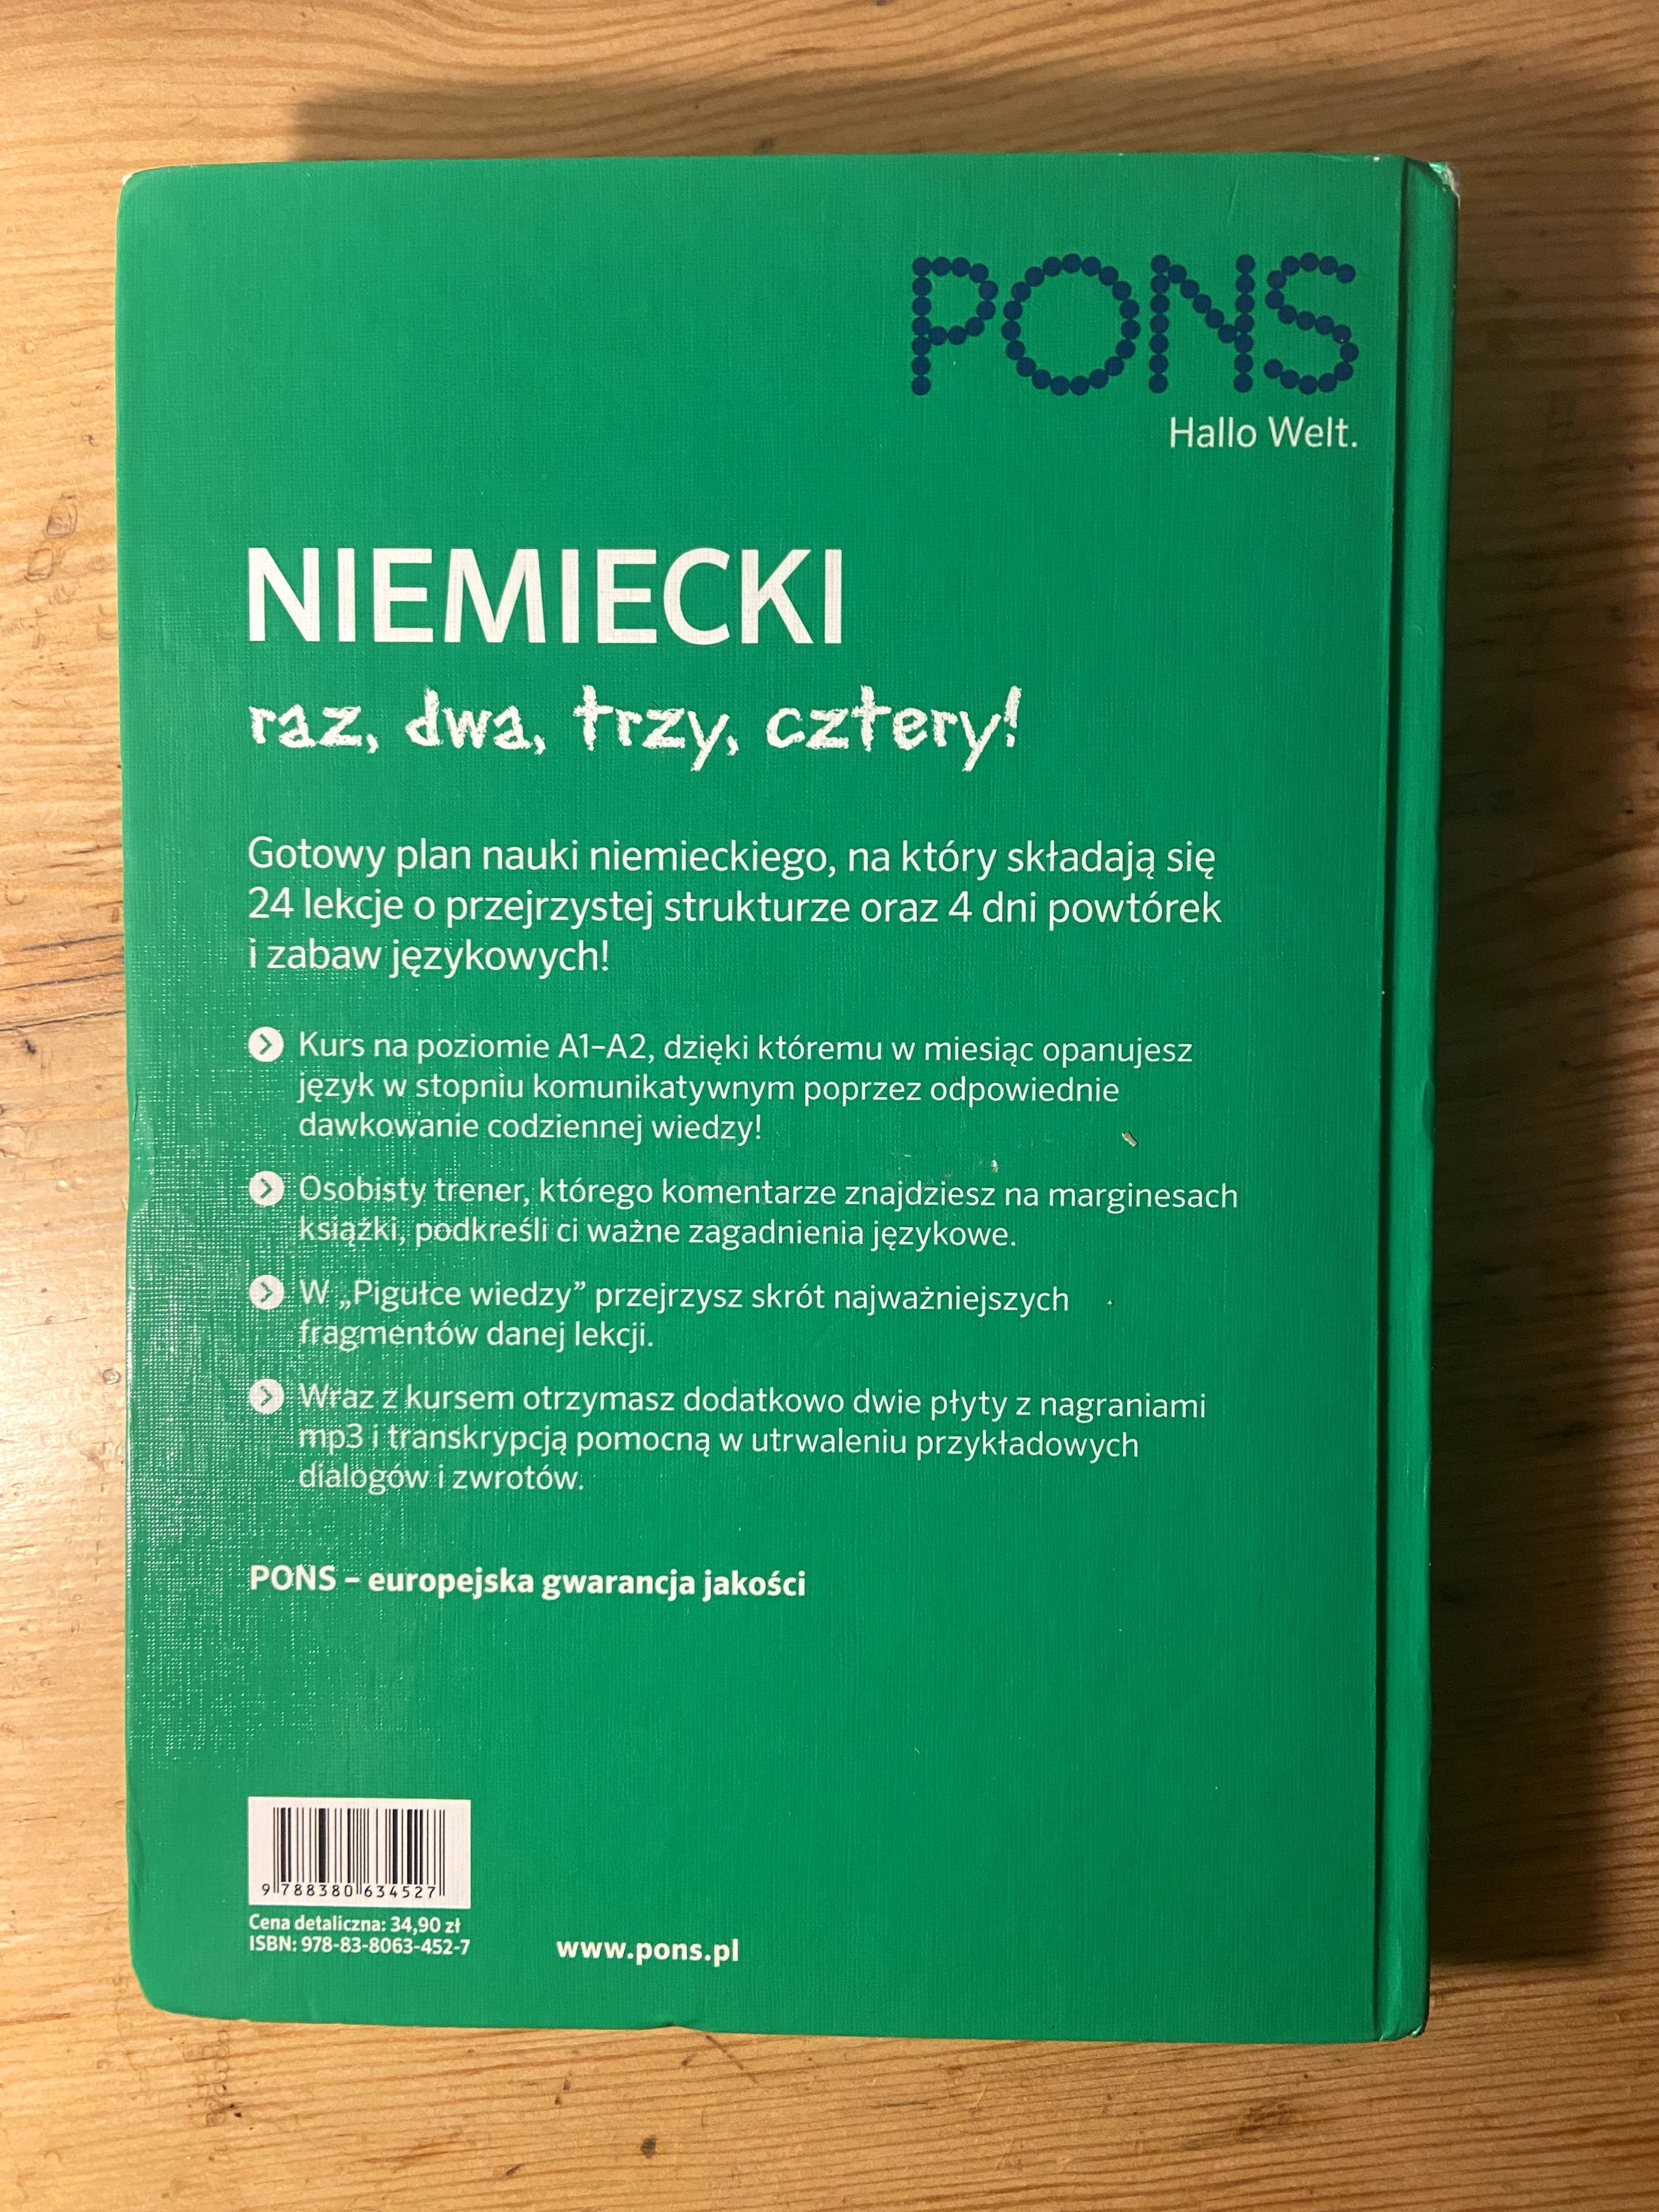 PONS
Hallo Welt.
NIEMIECKI
raz, dwa, trzy, cztery!
Gotowy plan nauki niemieckiego, na który składają się
24 lekcje o przejrzystej strukturze oraz 4 dni powtórek
i zabaw językowych!
Kurs na poziomie A1–A2, dzięki któremu w miesiąc opanujesz
język w stopniu komunikatywnym poprzez odpowiednie
dawkowanie codziennej wiedzy!
Osobisty trener, którego komentarze znajdziesz na marginesach
książki, podkreśli ci ważne zagadnienia językowe.
W „Pigułce wiedzy” przejrzysz skrót najważniejszych
fragmentów danej lekcji.
Wraz z kursem otrzymasz dodatkowo dwie płyty z nagraniami
mp3 i transkrypcją pomocną w utrwaleniu przykładowych
dialogów i zwrotów.
PONS – europejska gwarancja jakości
9 788380 634527
Cena detaliczna: 34,90 zł
ISBN: 978-83-8063-452-7
www.pons.pl